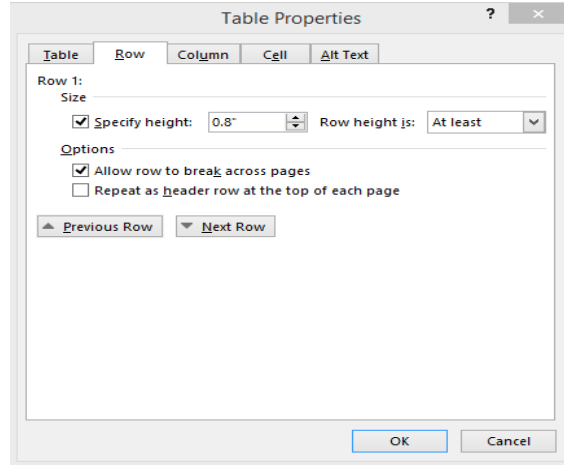 Table Properties ?
Table Row Column Cell Alt Text
Row 1:
Size
Specify height: 0.8" Row height is: At least
Options
Allow row to break across pages
Repeat as header row at the top of each page
Previous Row Next Row
OK Cancel